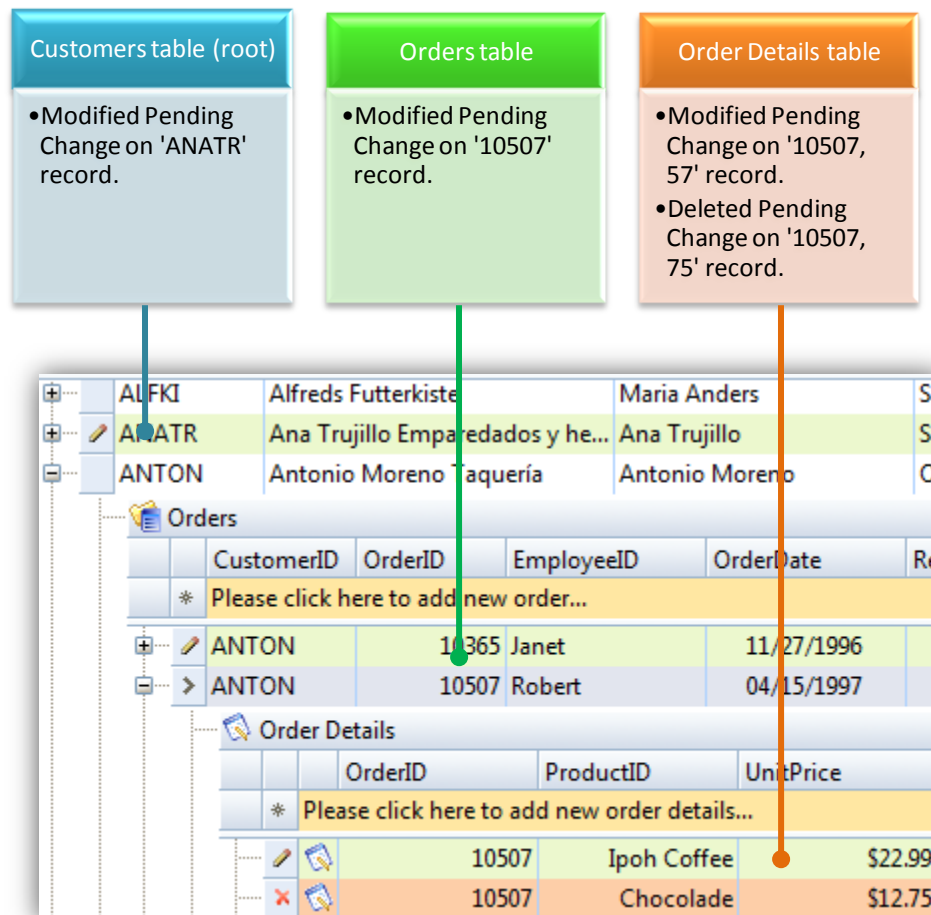 Customers table (root)
Orders table
Order Details table
•Modified Pending
Change on 'ANATR'
record.
•Modified Pending
Change on '10507'
record.
•Modified Pending
Change on '10507,
57' record.
•Deleted Pending
Change on '10507,
75' record.
ALFKI Alfreds Futterkiste Maria Anders S
ANATR Ana Trujillo Emparedados y he... Ana Trujillo S
ANTON Antonio Moreno Taquería Antonio Moreno
Orders
CustomerID OrderID EmployeeID OrderDate Re
Please click here to add new order...
ANTON 10365 Janet 11/27/1996
ANTON 10507 Robert 04/15/1997
Order Details
OrderID ProductID UnitPrice
Please click here to add new order details...
10507 Ipoh Coffee $22.99
10507 Chocolade $12.75